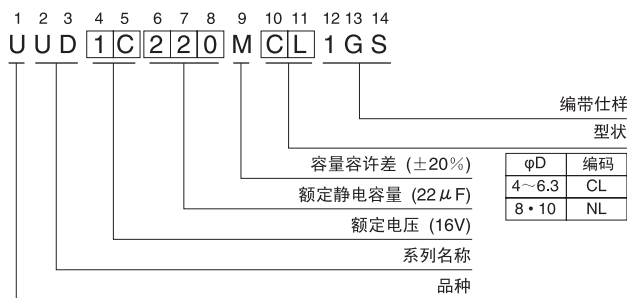 1 2 3 4 5 6 7 8 9 10 11 12 13 14
U U D 1 C 2 2 0 M C L 1 G S
编带仕样
型状
容量容许差 (±20%)
φD 编码
4～6.3 CL
8・10 NL
额定静电容量 (22μF)
额定电压 (16V)
系列名称
品种